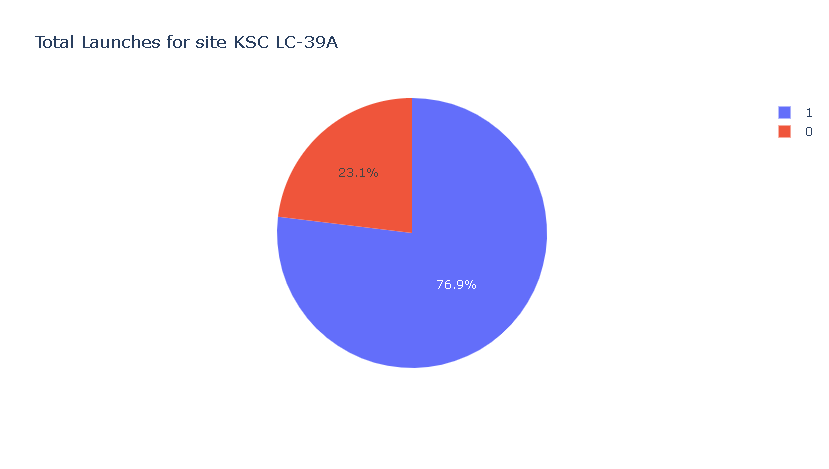 Total Launches for site KSC LC-39A
1
0
23.1%
76.9%